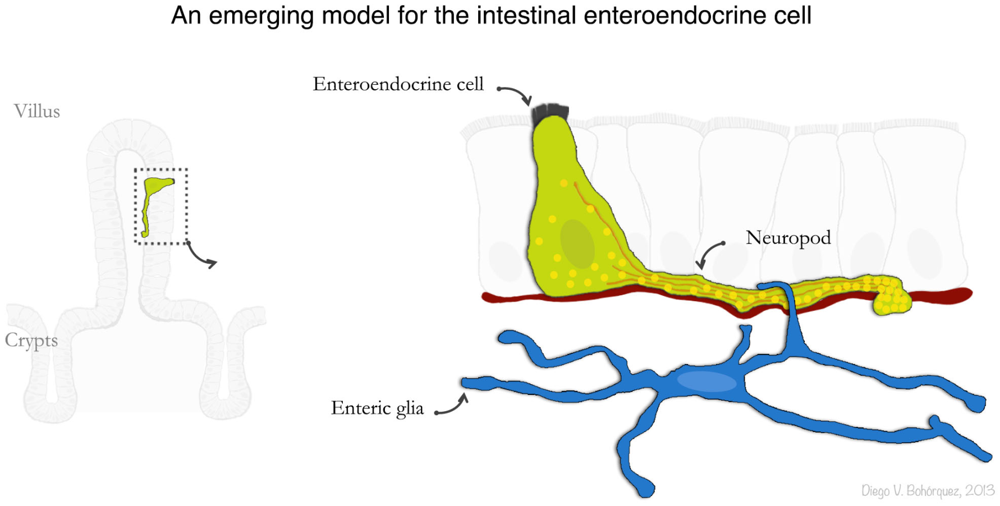 An emerging model for the intestinal enteroendocrine cell
Enteroendocrine cell
Villus
Neuropod
Crypts
Enteric glia
Diego V. Bohórquez, 2013